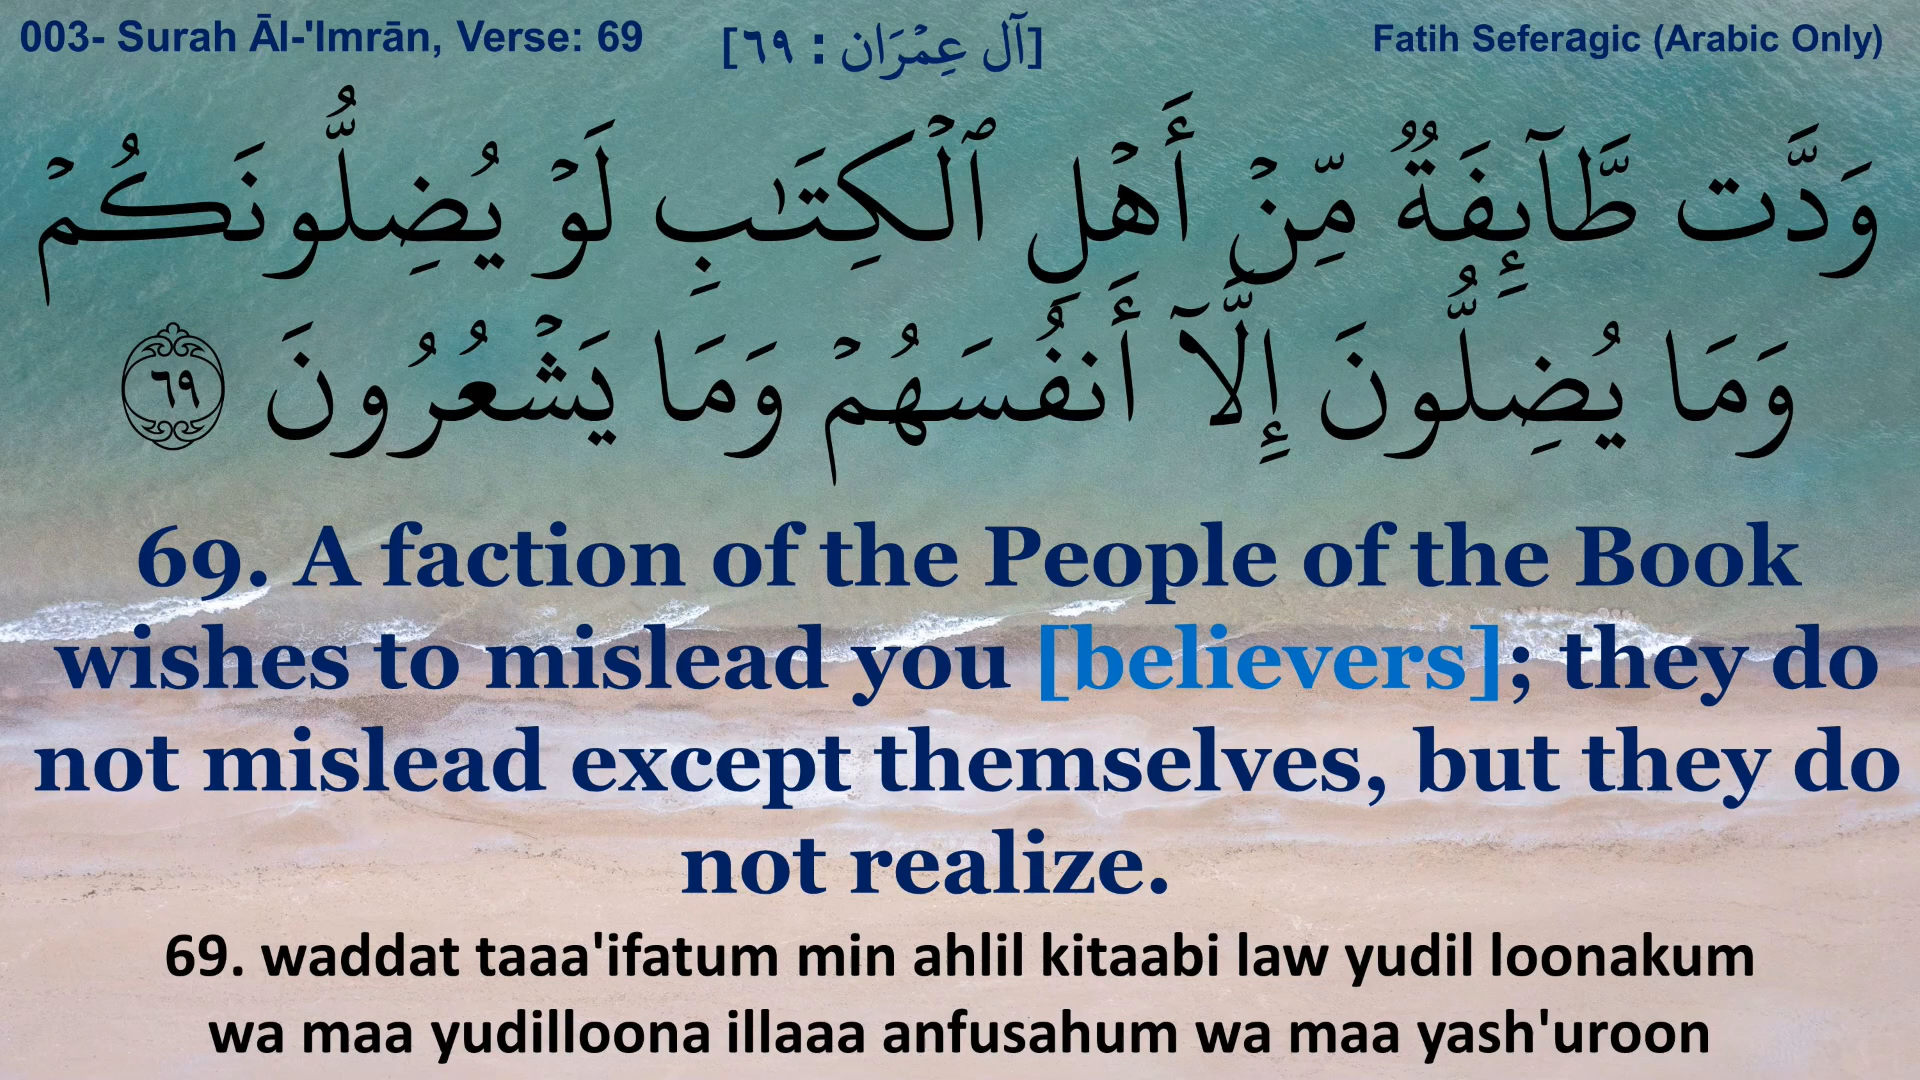 003- Surah Āl-'Imrān, Verse: 69
[آل عِمْرَان : ٦٩]
Fatih Seferagic (Arabic Only)
وَدَّت طَّآئِفَةٌ مِّنْ أَهْلِ ٱلْكِتَـٰبِ لَوْ يُضِلُّونَكُمْ
وَمَا يُضِلُّونَ إِلَّآ أَنفُسَهُمْ وَمَا يَشْعُرُونَ ٦٩
69. A faction of the People of the Book
wishes to mislead you [believers]; they do
not mislead except themselves, but they do
not realize.
69. waddat taaa'ifatum min ahlil kitaabi law yudil loonakum
wa maa yudilloona illaaa anfusahum wa maa yash'uroon